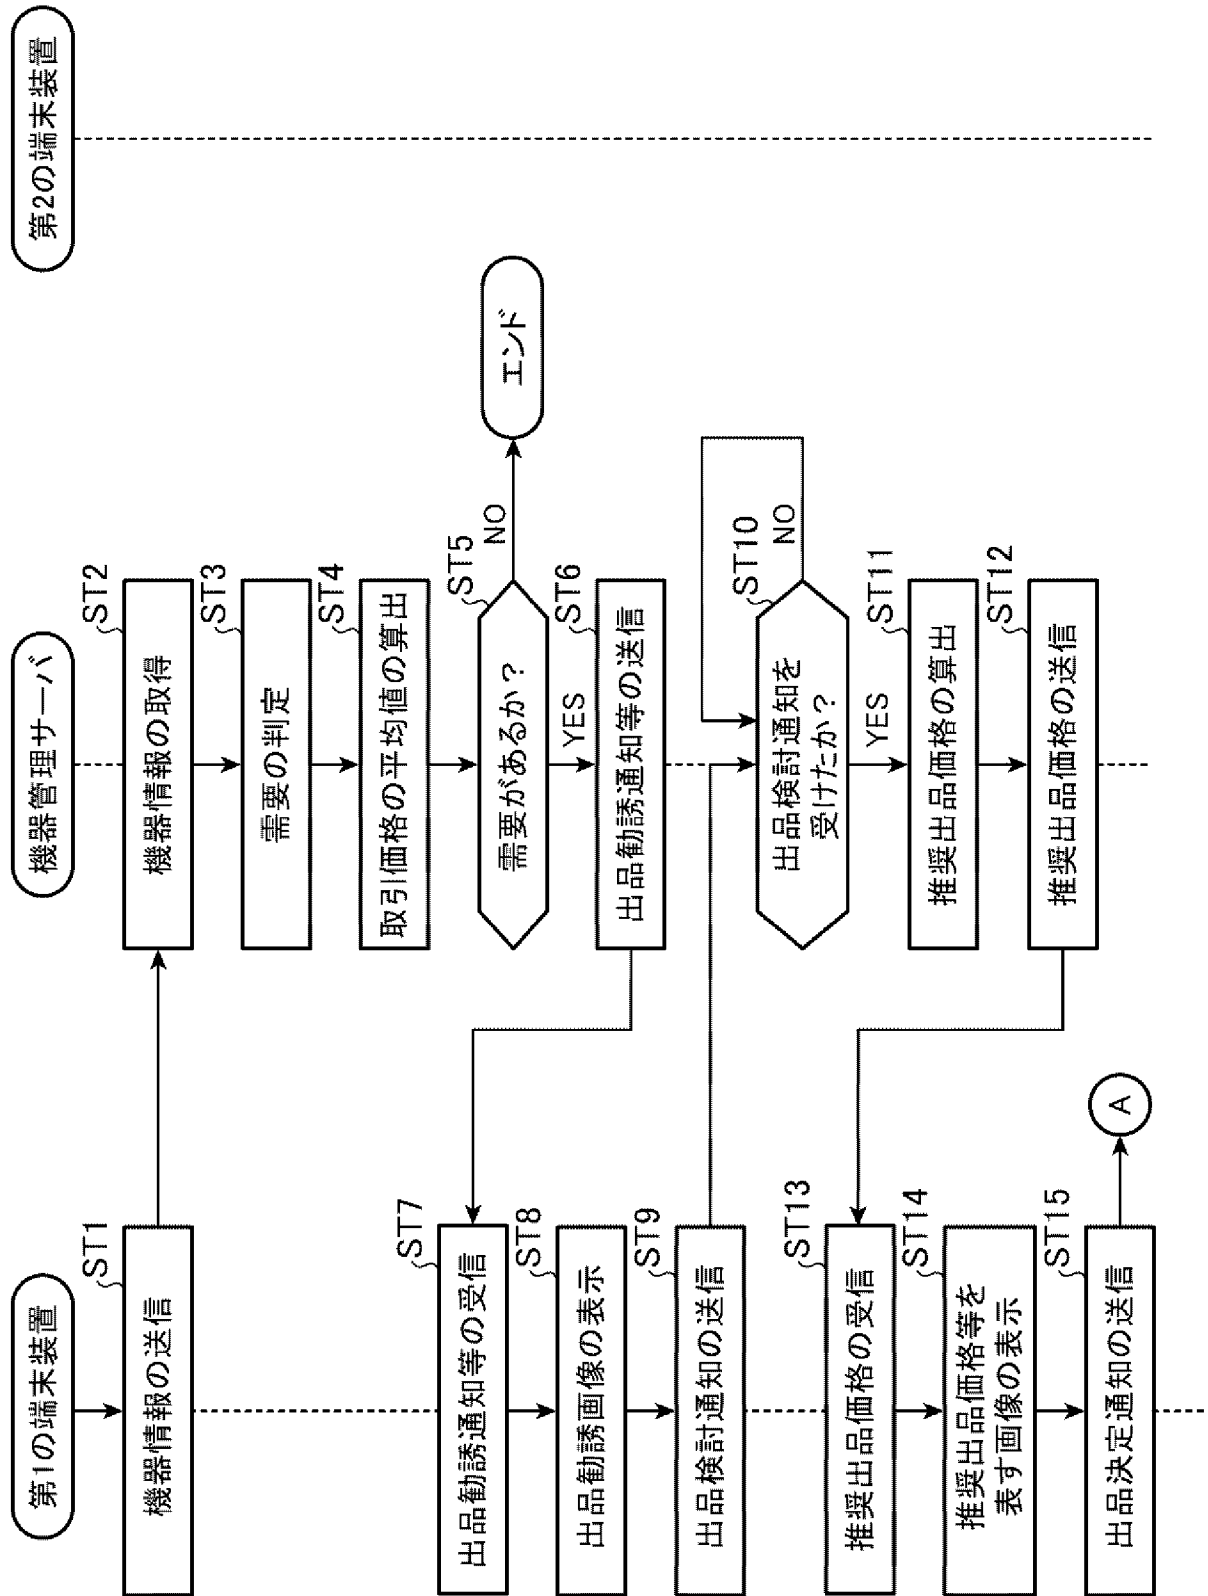 第1の端末装置
機器管理サーバ
第2の端末装置
ST1
機器情報の送信
ST2
機器情報の取得
ST3
需要の判定
ST4
取引価格の平均値の算出
ST5
需要があるか?
NO
エンド
YES
ST6
出品勧誘通知等の送信
ST7
出品勧誘通知等の受信
ST8
出品勧誘画像の表示
ST9
出品検討通知の送信
ST10
出品検討通知を
受けたか?
NO
YES
ST11
推奨出品価格の算出
ST12
推奨出品価格の送信
ST13
推奨出品価格の受信
ST14
推奨出品価格等を
表す画像の表示
ST15
出品決定通知の送信
A